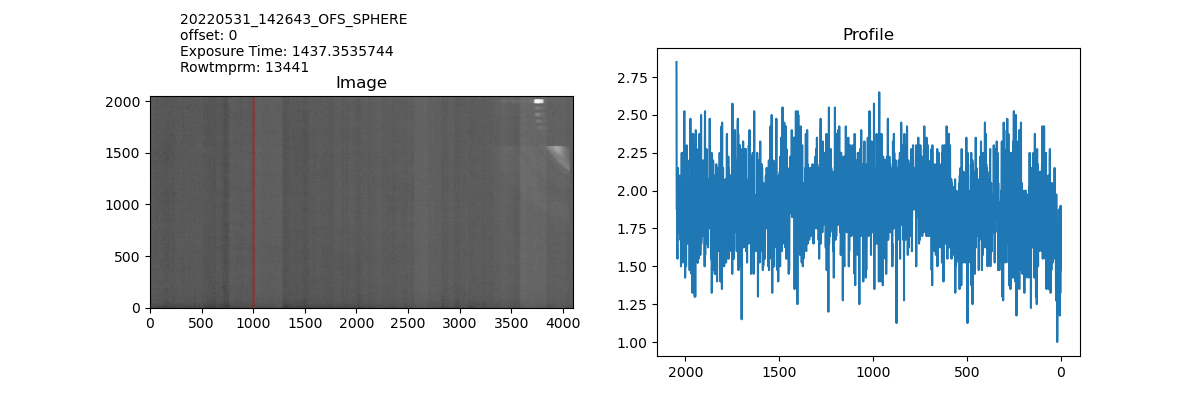 20220531_142643_OFS_SPHERE
offset: 0
Exposure Time: 1437.3535744
Rowtmprm: 13441
Image
2000
1500
1000
500
0
0 500 1000 1500 2000 2500 3000 3500 4000
Profile
2.75
2.50
2.25
2.00
1.75
1.50
1.25
1.00
2000 1500 1000 500 0